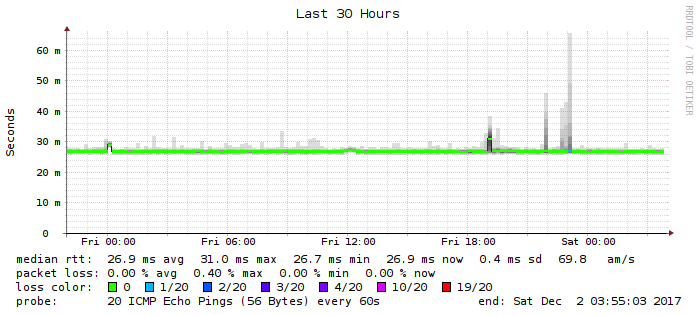 Last 30 Hours
RRDTOOL / TOBI OETIKER
Seconds
60 m
50 m
40 m
30 m
20 m
10 m
0
Fri 00:00 Fri 06:00 Fri 12:00 Fri 18:00 Sat 00:00
median rtt: 26.9 ms avg 31.0 ms max 26.7 ms min 26.9 ms now 0.4 ms sd 69.8 am/s
packet loss: 0.00 % avg 0.40 % max 0.00 % min 0.00 % now
loss color: 0 1/20 2/20 3/20 4/20 10/20 19/20
probe: 20 ICMP Echo Pings (56 Bytes) every 60s end: Sat Dec 2 03:55:03 2017